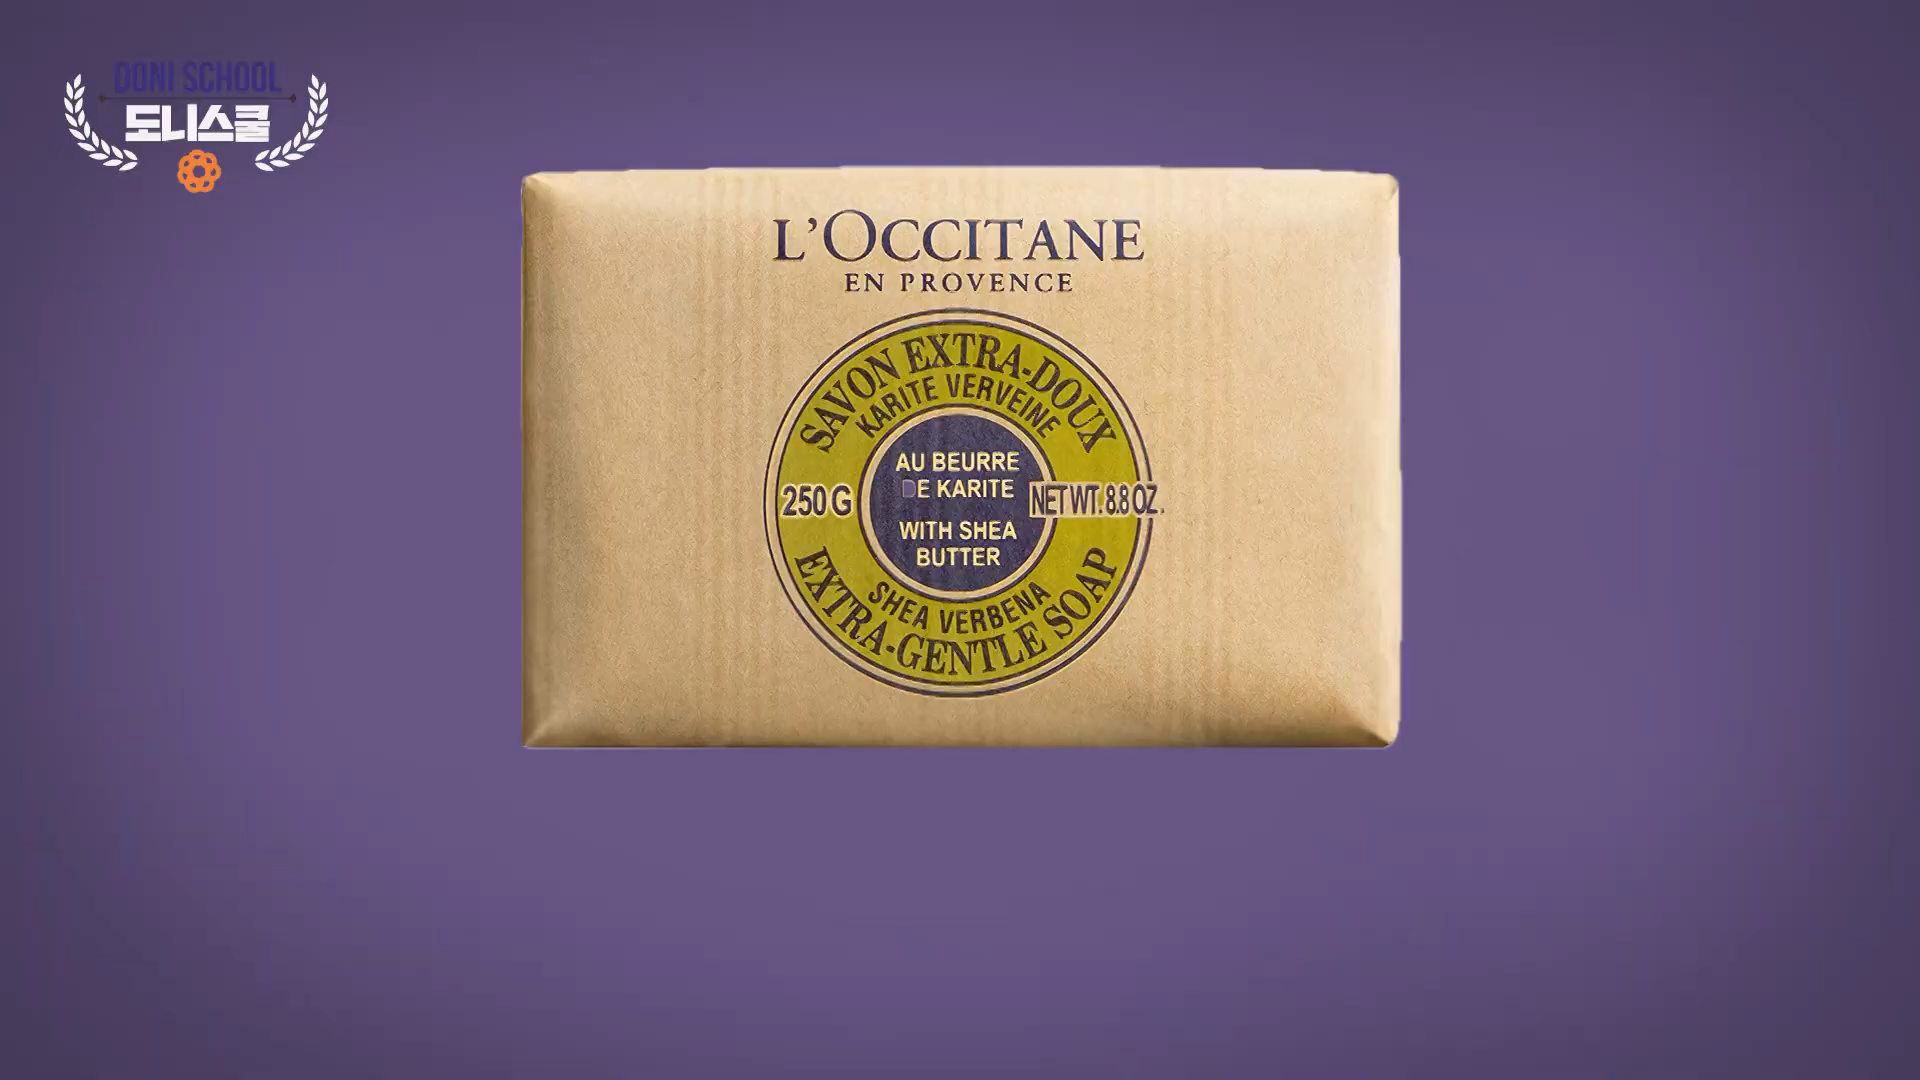 DONI SCHOOL
도니스쿨
L'OCCITANE
EN PROVENCE
SAVON EXTRA-DOUX
KARITE VERVEINE
AU BEURRE
DE KARITE
250 G
NET WT. 8.8 OZ.
WITH SHEA
BUTTER
SHEA VERBENA
EXTRA-GENTLE SOAP